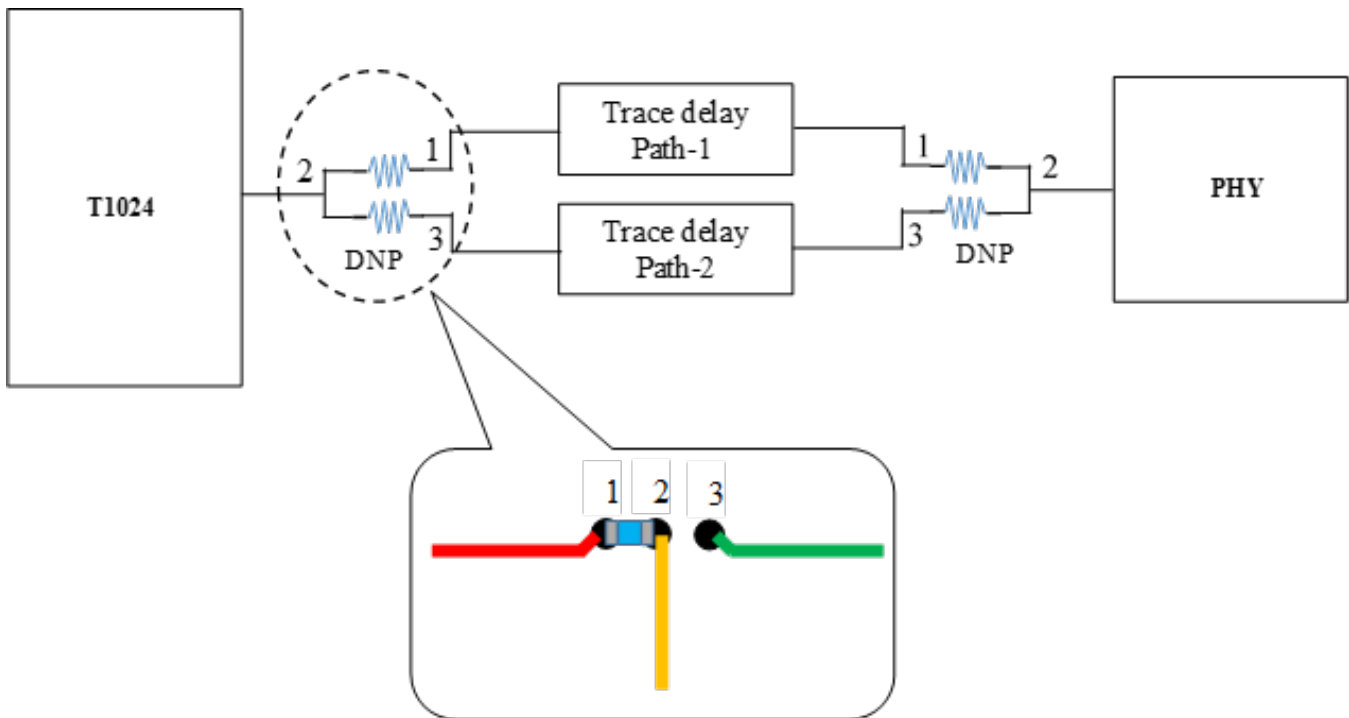 T1024
2
1
3
DNP
Trace delay
Path-1
Trace delay
Path-2
1
2
3
DNP
PHY
1 2 3